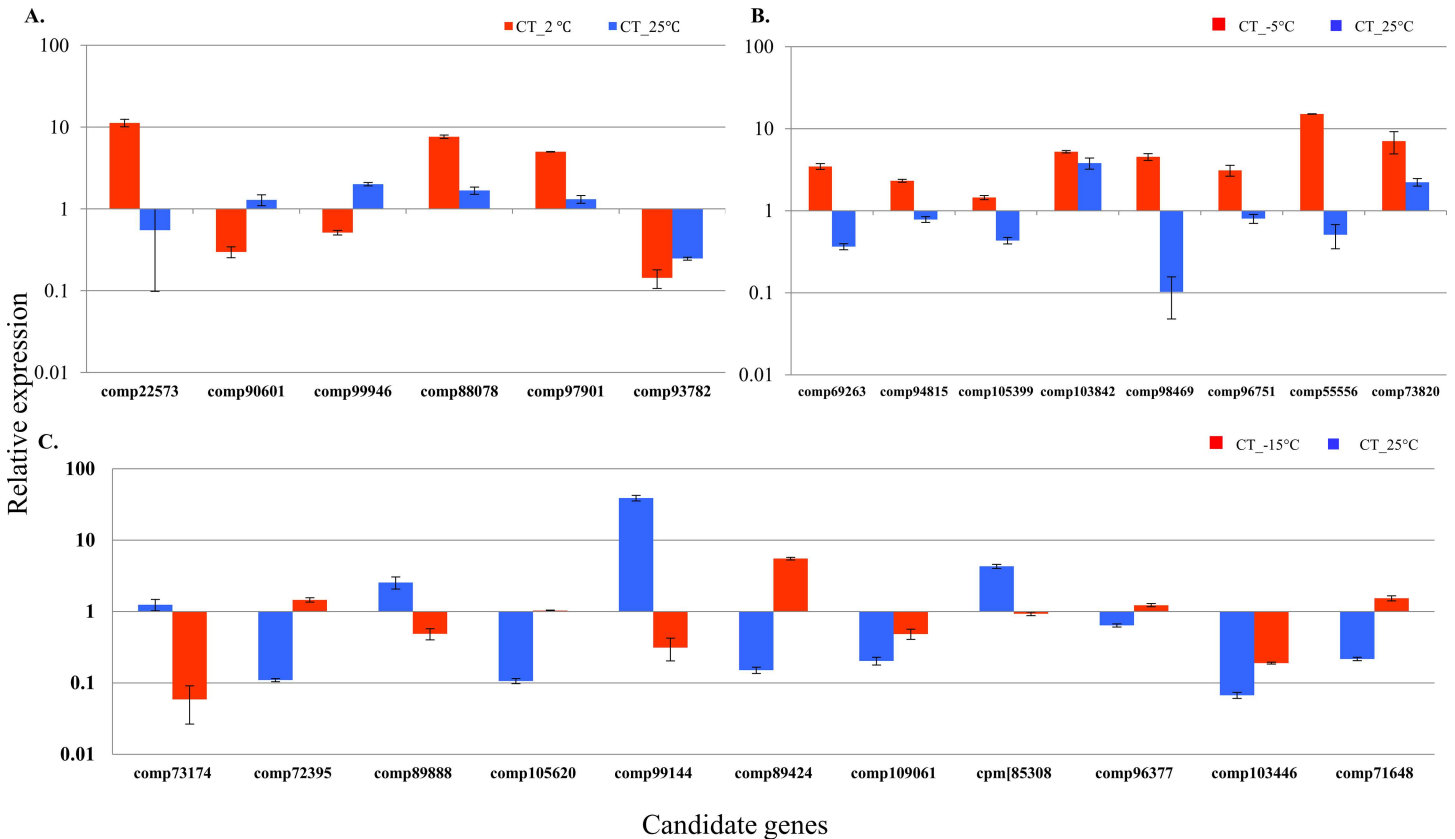 A.
CT_2 ℃ CT_25℃
100
10
1
0.1
0.01
comp22573 comp90601 comp99946 comp88078 comp97901 comp93782
B.
CT_-5°C CT_25°C
100
10
1
0.1
0.01
comp69263 comp94815 comp105399 comp103842 comp98469 comp96751 comp55556 comp73820
Relative expression
C.
CT_-15°C CT_25°C
100
10
1
0.1
0.01
comp73174 comp72395 comp89888 comp105620 comp99144 comp89424 comp109061 cpm[85308 comp96377 comp103446 comp71648
Candidate genes